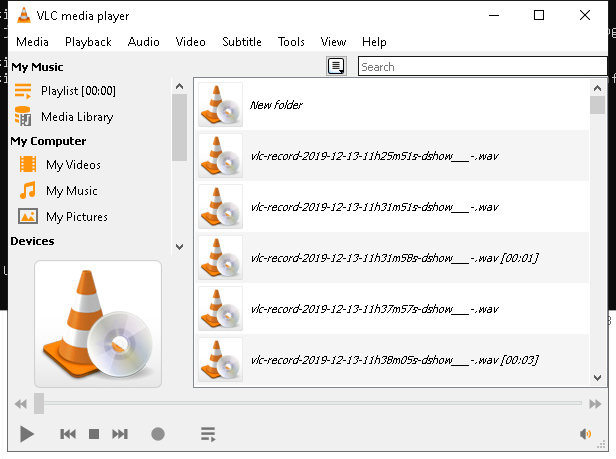 VLC media player
Media Playback Audio Video Subtitle Tools View Help
My Music
Search
Playlist [00:00]
Media Library
My Computer
My Videos
My Music
My Pictures
Devices
New folder
vlc-record-2019-12-13-11h25m51s-dshow___-.wav
vlc-record-2019-12-13-11h31m51s-dshow___-.wav
vlc-record-2019-12-13-11h31m58s-dshow___-.wav [00:01]
vlc-record-2019-12-13-11h37m57s-dshow___-.wav
vlc-record-2019-12-13-11h38m05s-dshow___-.wav [00:03]